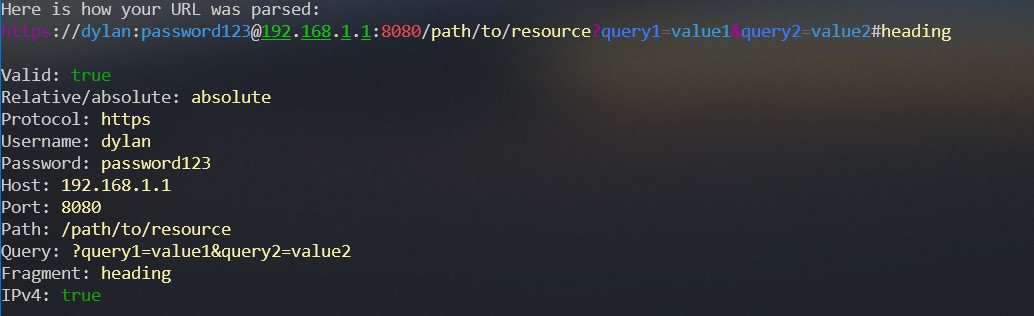 Here is how your URL was parsed:
https://dylan:password123@192.168.1.1:8080/path/to/resource?query1=value1&query2=value2#heading
Valid: true
Relative/absolute: absolute
Protocol: https
Username: dylan
Password: password123
Host: 192.168.1.1
Port: 8080
Path: /path/to/resource
Query: ?query1=value1&query2=value2
Fragment: heading
IPv4: true